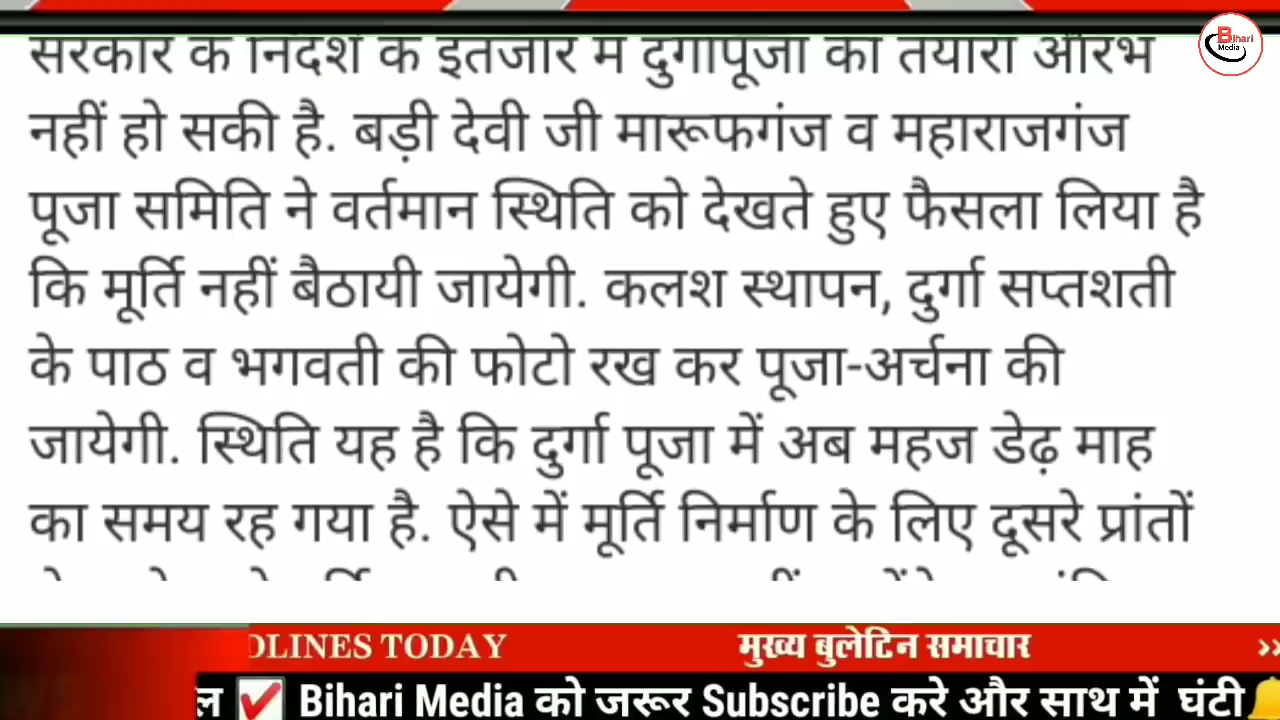 Bihari
Media
सरकार के निर्देश के इंतजार में दुर्गापूजा की तैयारी आरंभ
नहीं हो सकी है. बड़ी देवी जी मारूफगंज व महाराजगंज
पूजा समिति ने वर्तमान स्थिति को देखते हुए फैसला लिया है
कि मूर्ति नहीं बैठायी जायेगी. कलश स्थापन, दुर्गा सप्तशती
के पाठ व भगवती की फोटो रख कर पूजा-अर्चना की
जायेगी. स्थिति यह है कि दुर्गा पूजा में अब महज डेढ़ माह
का समय रह गया है. ऐसे में मूर्ति निर्माण के लिए दूसरे प्रांतों
DLINES TODAY मुख्य बुलेटिन समाचार >>
ल ✅ Bihari Media को जरूर Subscribe करे और साथ में घंटी 🔔